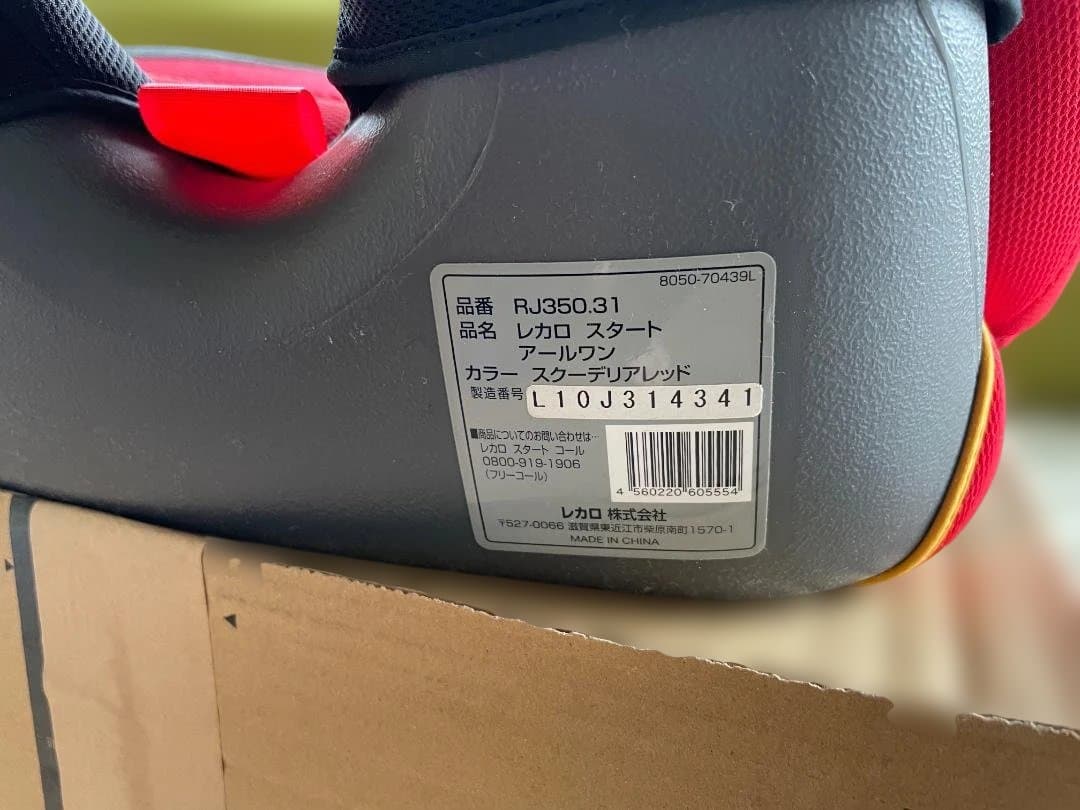 8050-70439L
品番 RJ350.31
品名 レカロ スタート
アールワン
カラー スクーデリアレッド
製造番号 L10J314341
■商品についてのお問い合わせは…
レカロ スタート コール
0800-919-1906
(フリーコール)
4 560220 605554
レカロ 株式会社
〒527-0066 滋賀県東近江市柴原南町1570-1
MADE IN CHINA